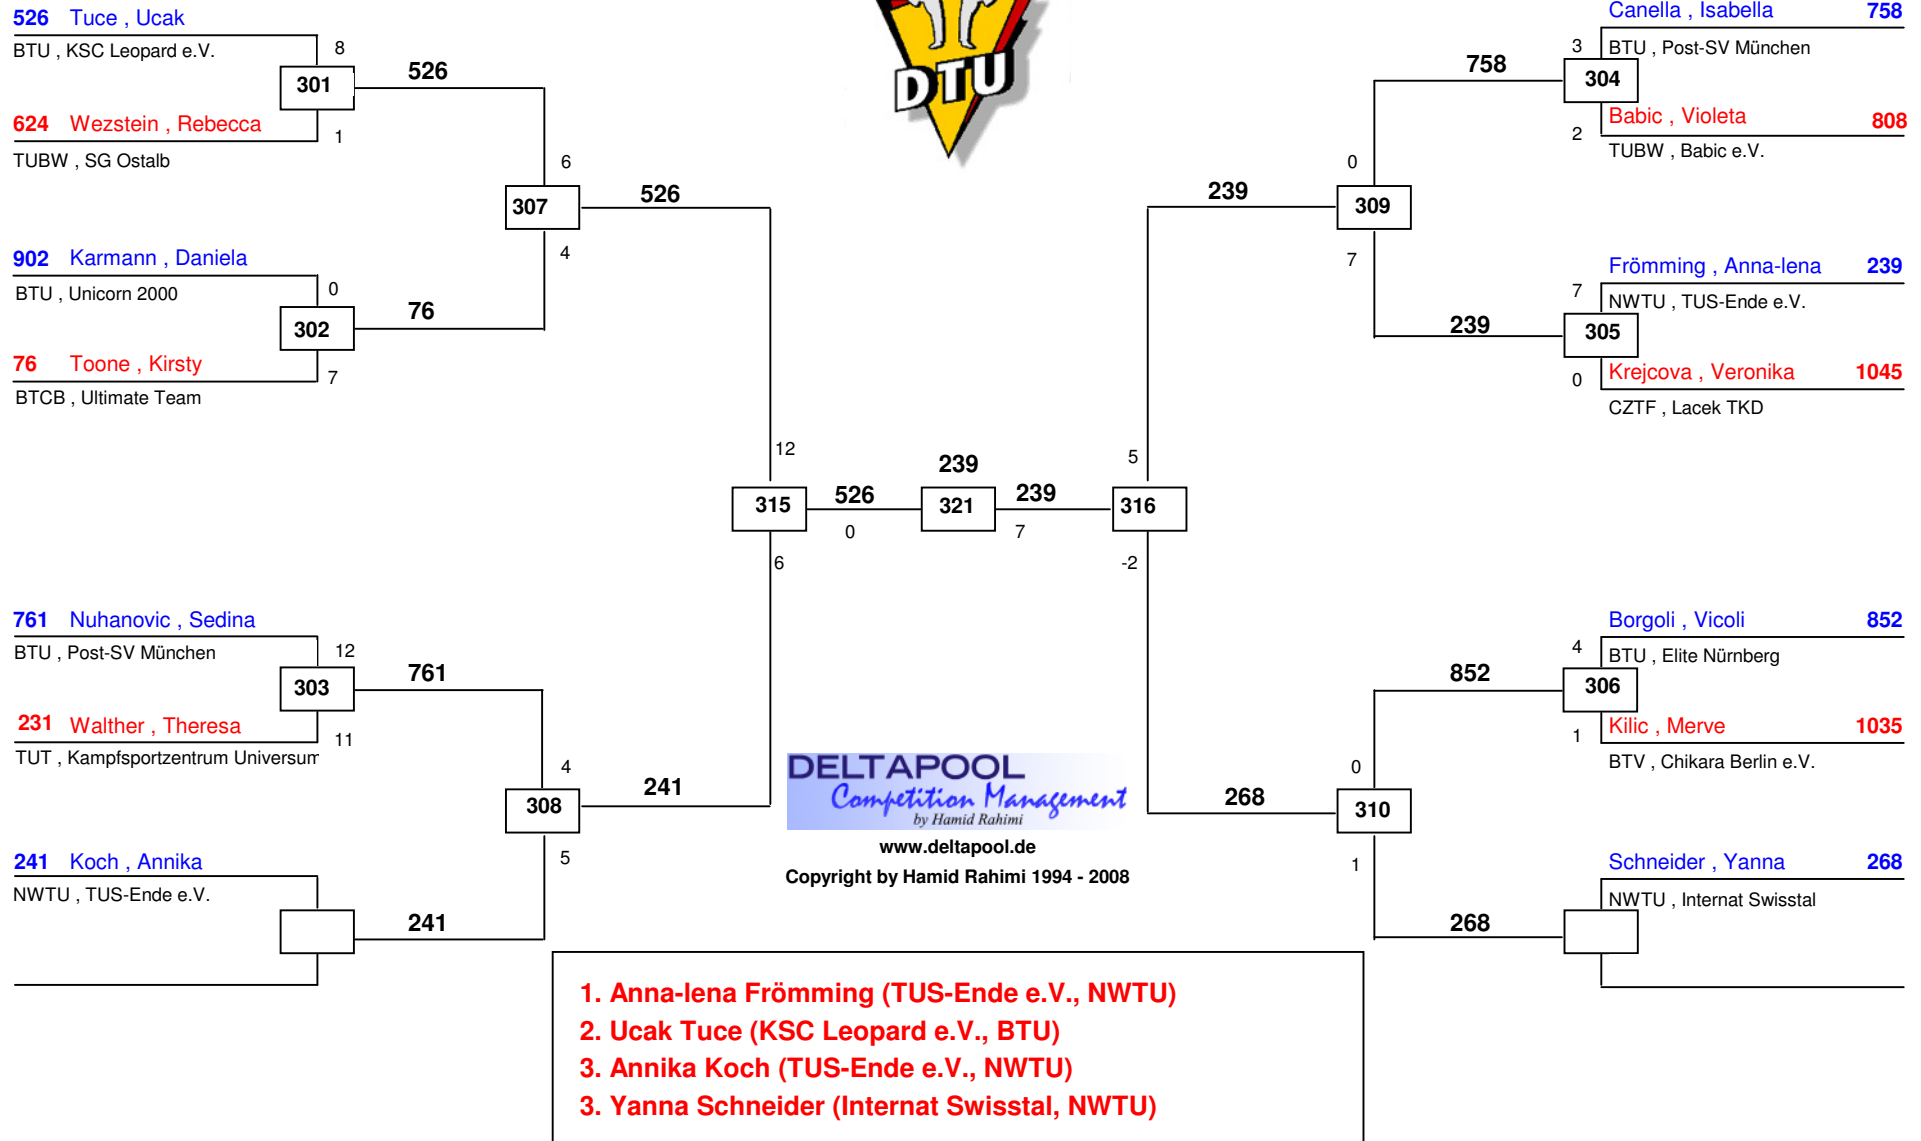 526 Tuce , Ucak
BTU , KSC Leopard e.V.
8
301
526
624 Wezstein , Rebecca
1
TUBW , SG Ostalb
6
307
526
4
902 Karmann , Daniela
BTU , Unicorn 2000
0
302
76
76 Toone , Kirsty
7
BTCB , Ultimate Team
DTU
Canella , Isabella 758
3
BTU , Post-SV München
758
304
Babic , Violeta 808
2
TUBW , Babic e.V.
0
239
309
7
Frömming , Anna-lena 239
7
NWTU , TUS-Ende e.V.
239
305
Krejcova , Veronika 1045
0
CZTF , Lacek TKD
12
315
526
0
6
239
321
239
7
5
316
-2
761 Nuhanovic , Sedina
BTU , Post-SV München
12
303
761
231 Walther , Theresa
11
TUT , Kampfsportzentrum Universum
4
308
241
5
241 Koch , Annika
NWTU , TUS-Ende e.V.
241
DELTAPOOL
Competition Management
by Hamid Rahimi
www.deltapool.de
Copyright by Hamid Rahimi 1994 - 2008
Borgoli , Vicoli 852
4
BTU , Elite Nürnberg
852
306
Kilic , Merve 1035
1
BTV , Chikara Berlin e.V.
0
268
310
1
Schneider , Yanna 268
NWTU , Internat Swisstal
268
1. Anna-lena Frömming (TUS-Ende e.V., NWTU)
2. Ucak Tuce (KSC Leopard e.V., BTU)
3. Annika Koch (TUS-Ende e.V., NWTU)
3. Yanna Schneider (Internat Swisstal, NWTU)